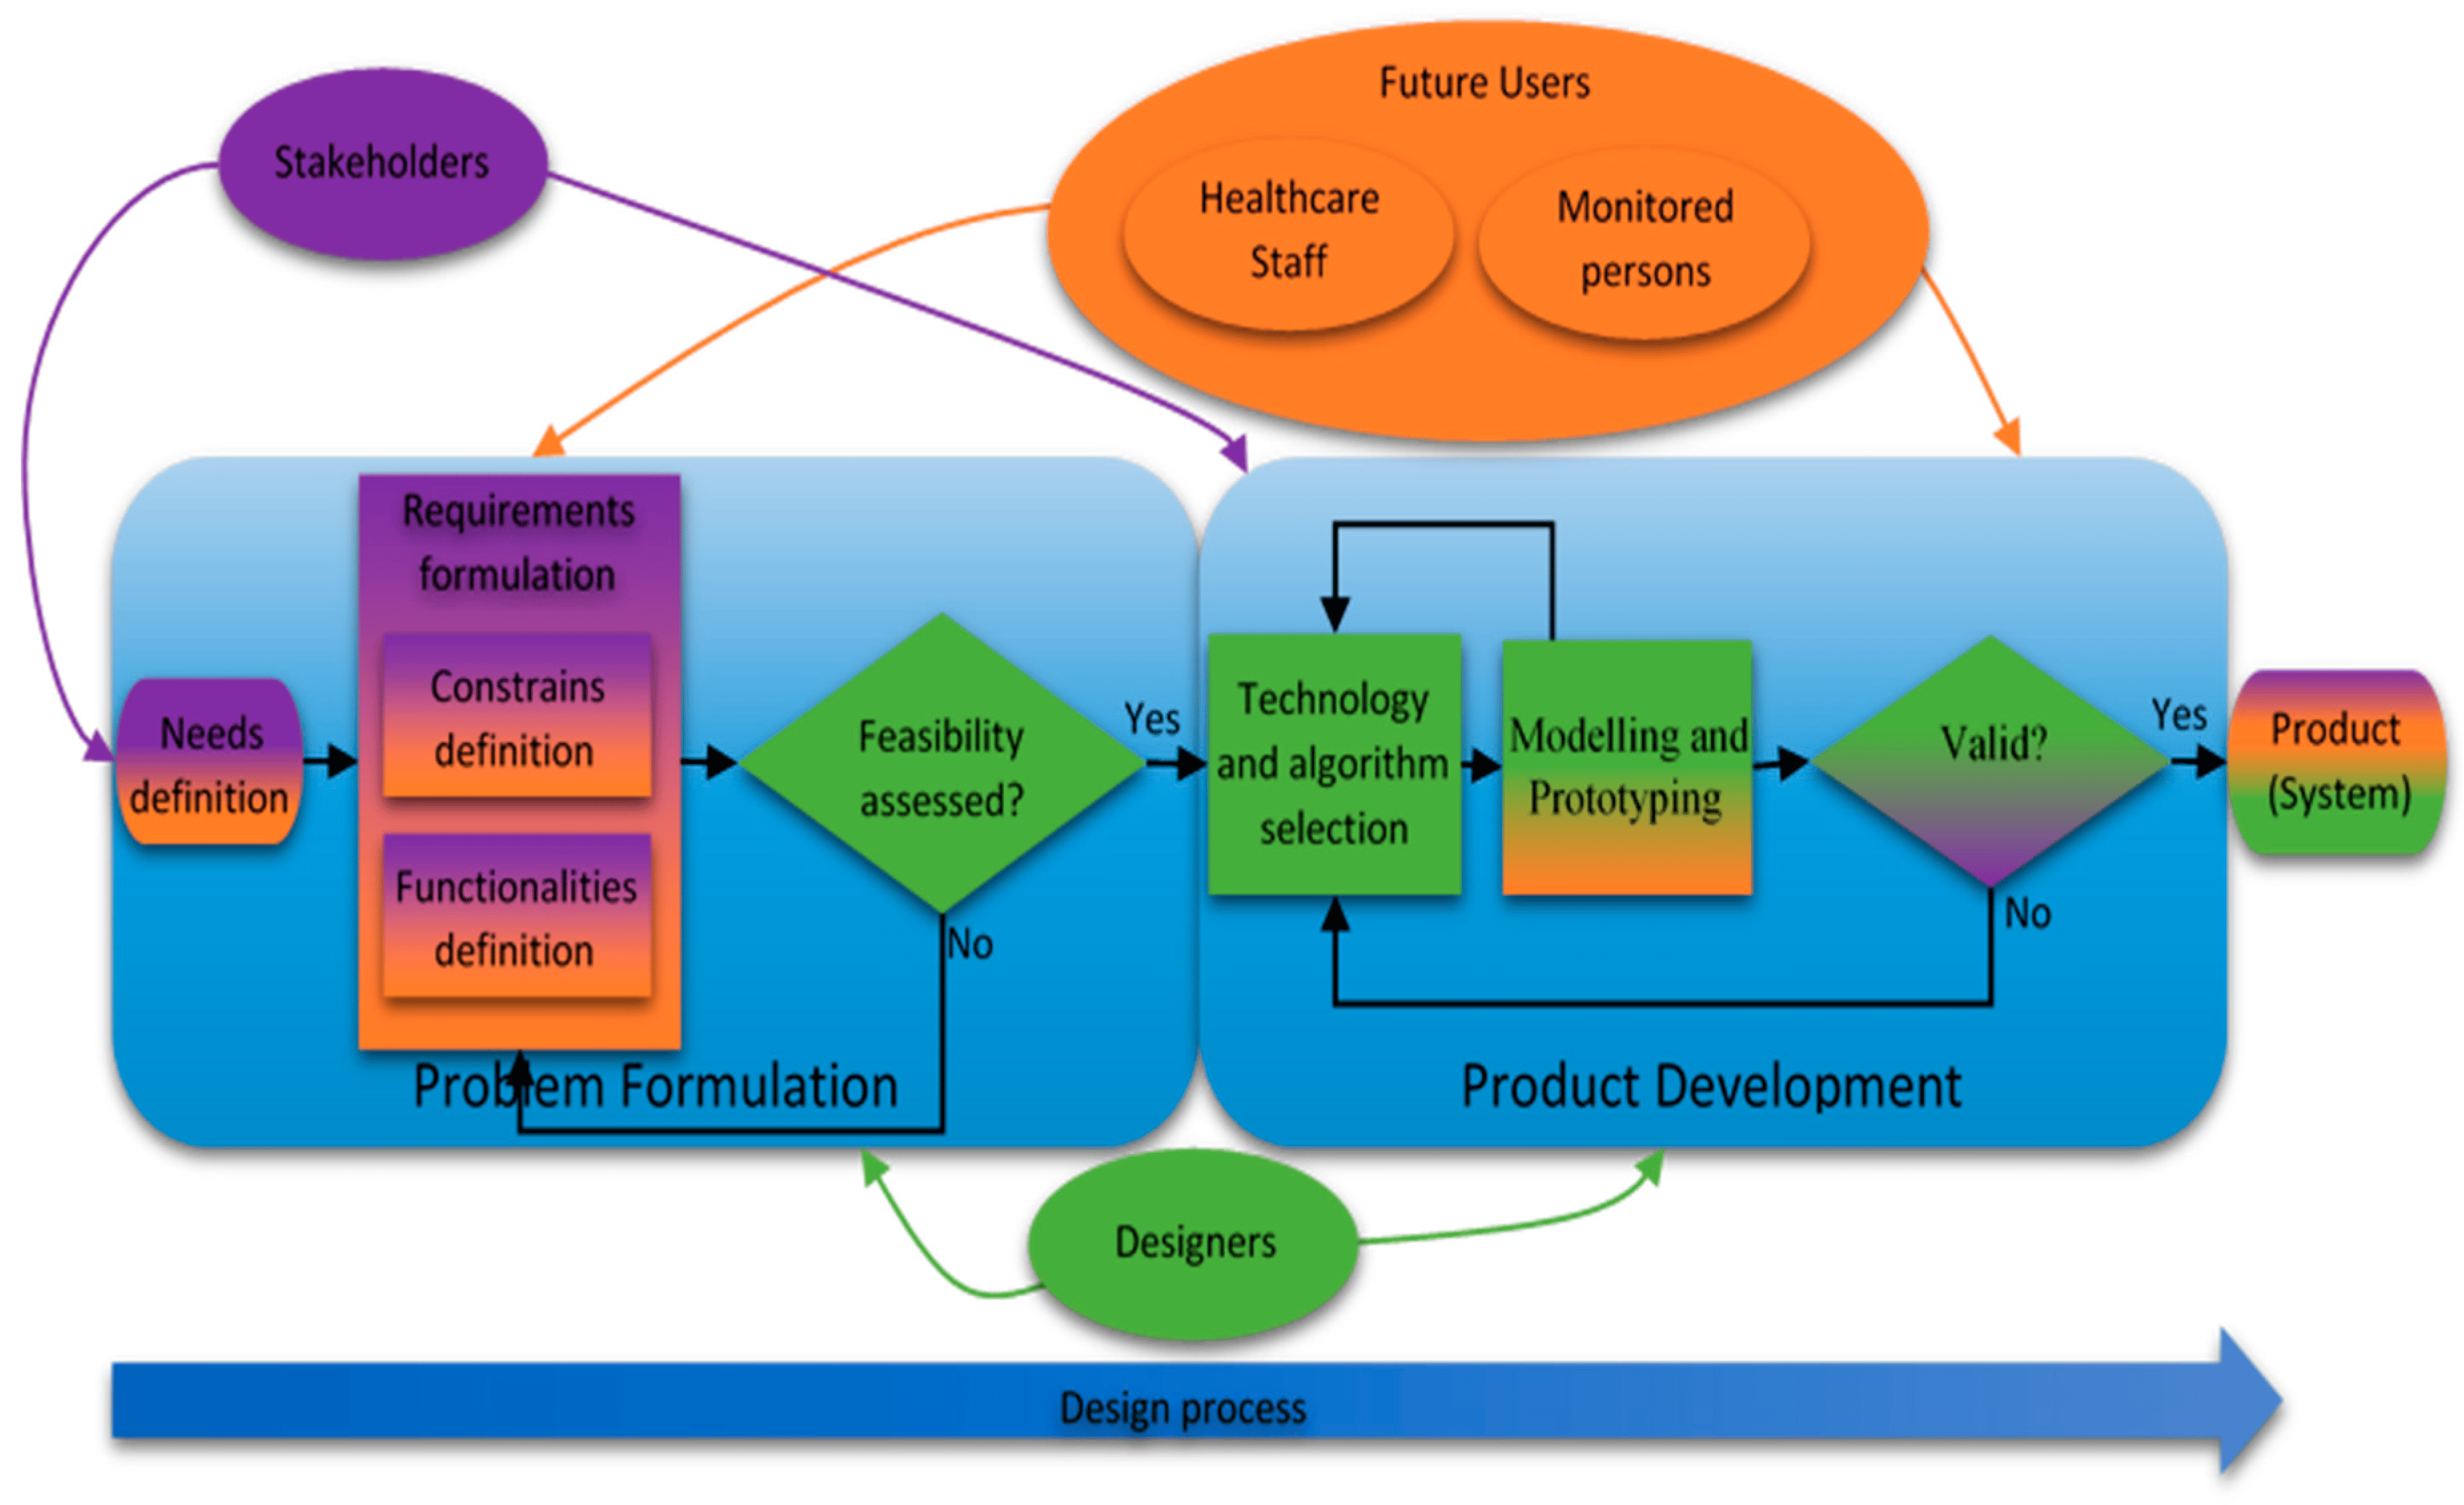 Future Users
Stakeholders
Healthcare
Staff
Monitored
persons
Requirements
formulation
Constrains
definition
Functionalities
definition
Needs
definition
Feasibility
assessed?
Yes
No
Problem Formulation
Technology
and algorithm
selection
Modelling and
Prototyping
Valid?
Yes
No
Product Development
Product
(System)
Designers
Design process